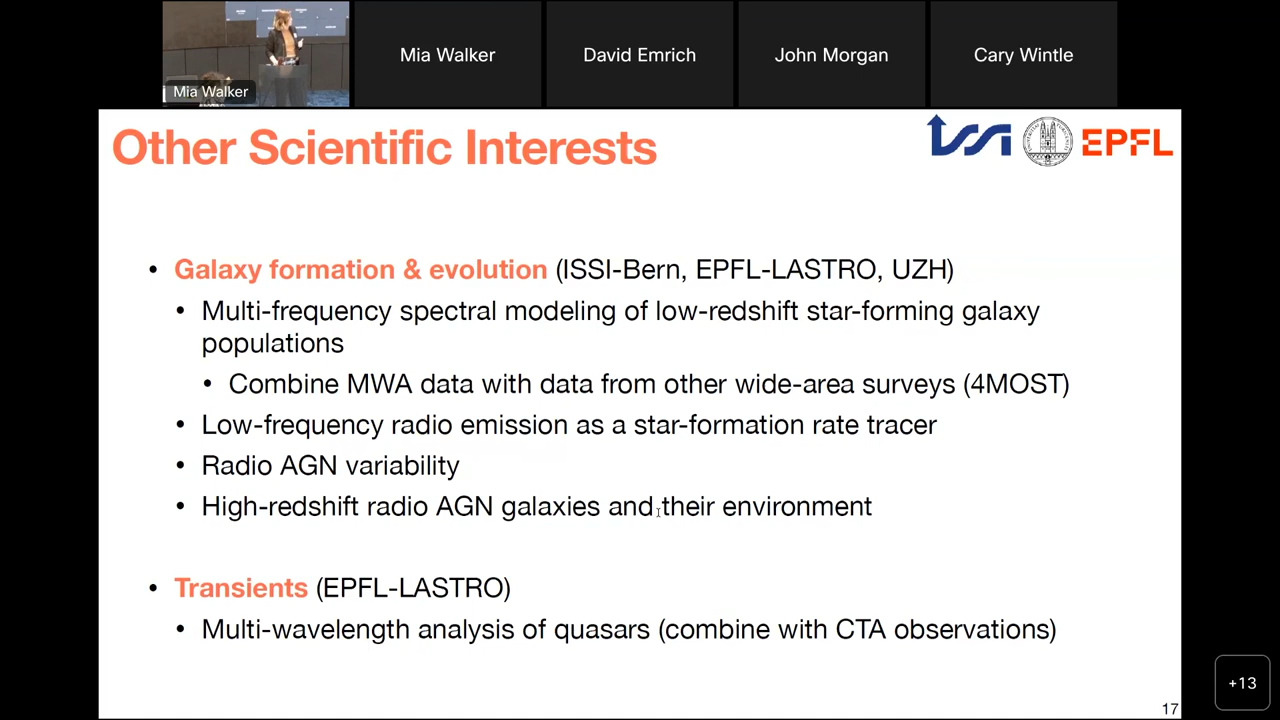 Mia Walker
Mia Walker
David Emrich
John Morgan
Cary Wintle
Other Scientific Interests
ISSI
EPFL
• Galaxy formation & evolution (ISSI-Bern, EPFL-LASTRO, UZH)
• Multi-frequency spectral modeling of low-redshift star-forming galaxy
populations
• Combine MWA data with data from other wide-area surveys (4MOST)
• Low-frequency radio emission as a star-formation rate tracer
• Radio AGN variability
• High-redshift radio AGN galaxies and their environment
• Transients (EPFL-LASTRO)
• Multi-wavelength analysis of quasars (combine with CTA observations)
+13
17